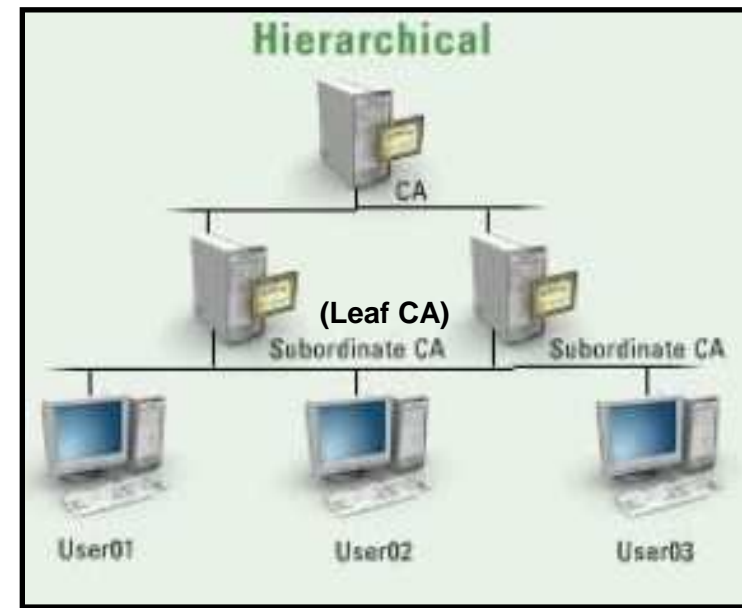 Hierarchical
CA
(Leaf CA)
Subordinate CA Subordinate CA
User01 User02 User03